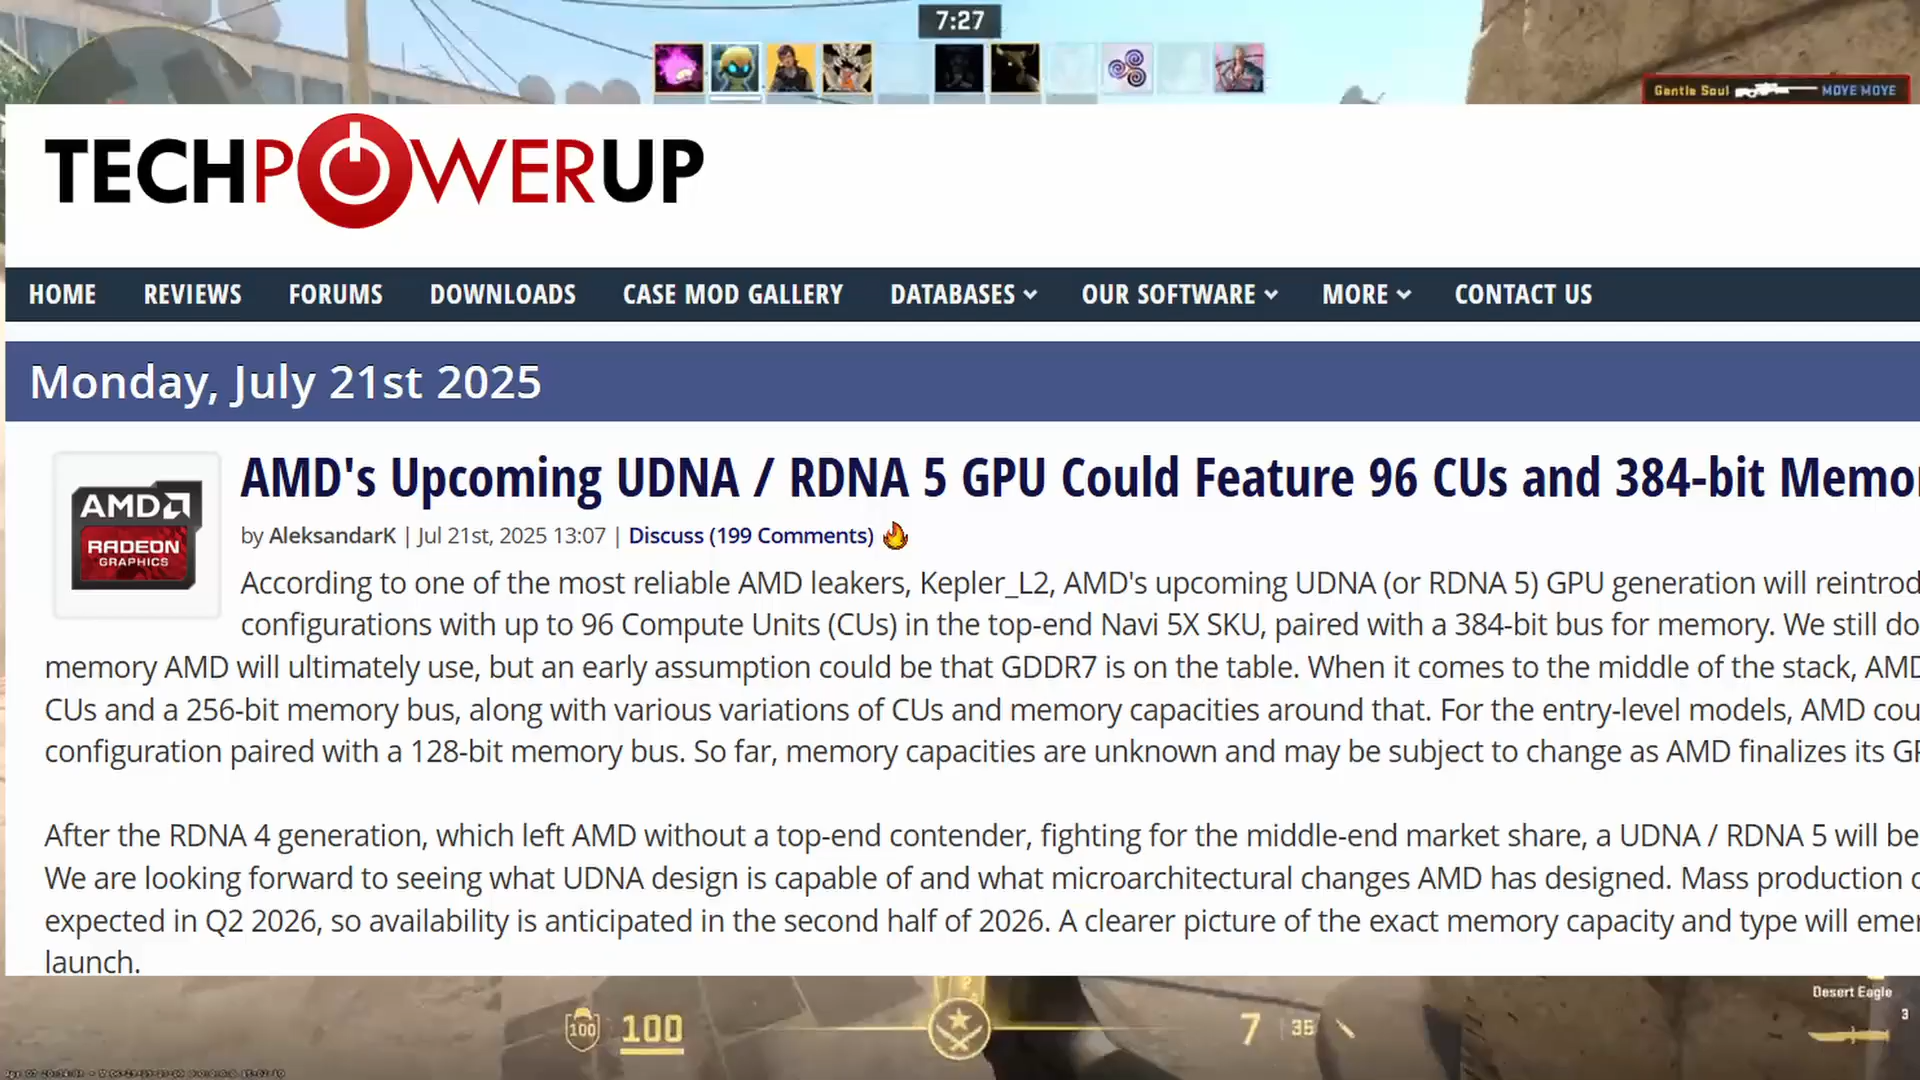 7:27
Gentle Soul MOYE MOYE
TECHPOWERUP
HOME REVIEWS FORUMS DOWNLOADS CASE MOD GALLERY DATABASES OUR SOFTWARE MORE CONTACT US
Monday, July 21st 2025
AMD
RADEON
GRAPHICS
AMD's Upcoming UDNA / RDNA 5 GPU Could Feature 96 CUs and 384-bit Memo
by AleksandarK | Jul 21st, 2025 13:07 | Discuss (199 Comments)
According to one of the most reliable AMD leakers, Kepler_L2, AMD's upcoming UDNA (or RDNA 5) GPU generation will reintrod
configurations with up to 96 Compute Units (CUs) in the top-end Navi 5X SKU, paired with a 384-bit bus for memory. We still do
memory AMD will ultimately use, but an early assumption could be that GDDR7 is on the table. When it comes to the middle of the stack, AMD
CUs and a 256-bit memory bus, along with various variations of CUs and memory capacities around that. For the entry-level models, AMD cou
configuration paired with a 128-bit memory bus. So far, memory capacities are unknown and may be subject to change as AMD finalizes its GP
After the RDNA 4 generation, which left AMD without a top-end contender, fighting for the middle-end market share, a UDNA / RDNA 5 will be
We are looking forward to seeing what UDNA design is capable of and what microarchitectural changes AMD has designed. Mass production o
expected in Q2 2026, so availability is anticipated in the second half of 2026. A clearer picture of the exact memory capacity and type will emer
launch.
Desert Eagle
3
100 100 7 35